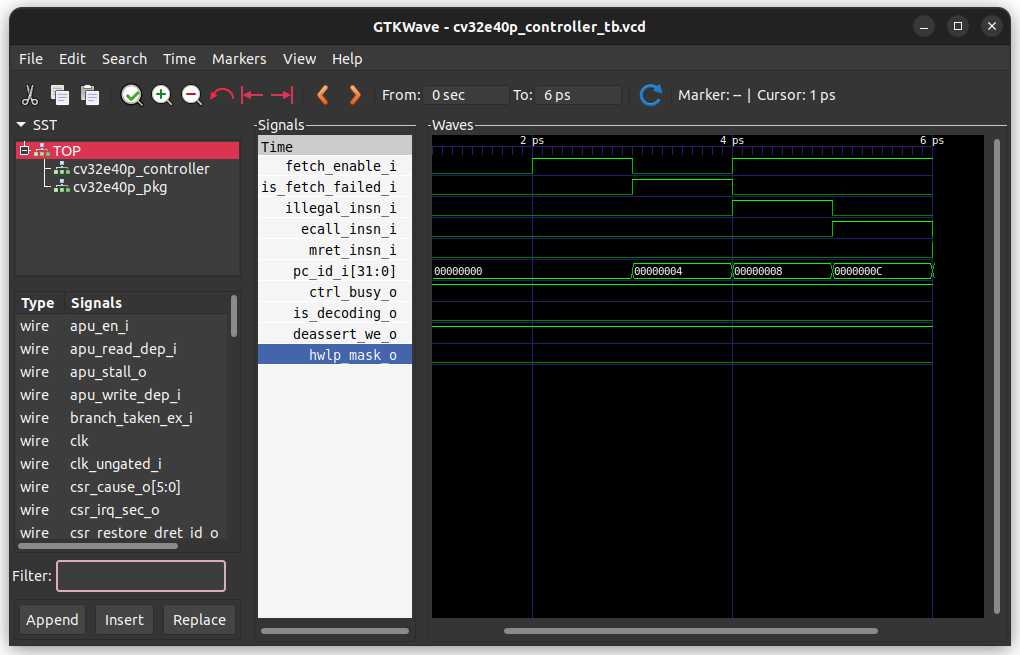 GTKWave - cv32e40p_controller_tb.vcd
File Edit Search Time Markers View Help
From: 0 sec To: 6 ps Marker: -- | Cursor: 1 ps
SST
TOP
cv32e40p_controller
cv32e40p_pkg
Type Signals
wire apu_en_i
wire apu_read_dep_i
wire apu_stall_o
wire apu_write_dep_i
wire branch_taken_ex_i
wire clk
wire clk_ungated_i
wire csr_cause_o[5:0]
wire csr_irq_sec_o
wire csr_restore_dret_id_o
Filter:
Append Insert Replace
Signals
Time
fetch_enable_i
is_fetch_failed_i
illegal_insn_i
ecall_insn_i
mret_insn_i
pc_id_i[31:0]
ctrl_busy_o
is_decoding_o
deassert_we_o
hwlp_mask_o
Waves
2 ps 4 ps 6 ps
00000000 00000004 00000008 0000000C